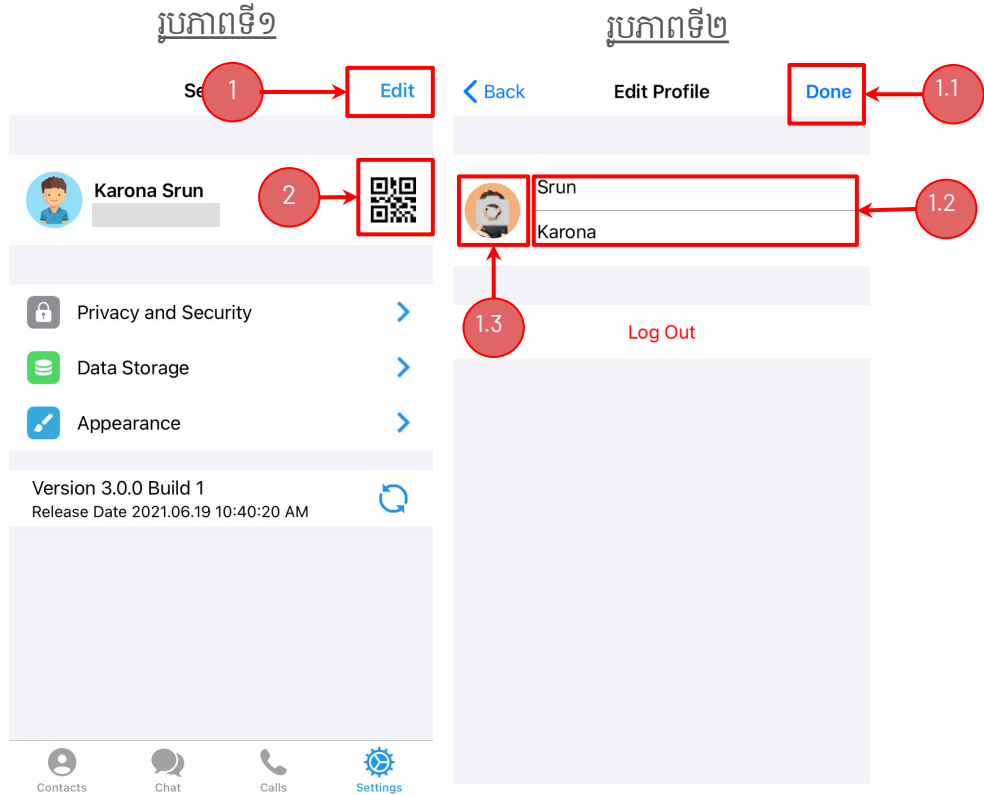 រូបភាពទី១
Se
1
Edit
2
Karona Srun
Privacy and Security
Data Storage
Appearance
Version 3.0.0 Build 1
Release Date 2021.06.19 10:40:20 AM
Contacts
Chat
Calls
Settings
រូបភាពទី២
Back
Edit Profile
Done
1.1
Srun
Karona
1.2
1.3
Log Out